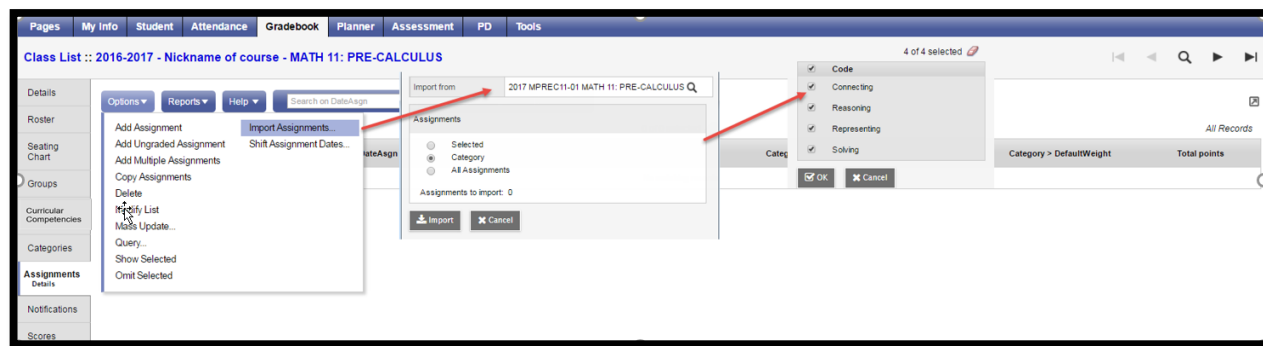 Pages My Info Student Attendance Gradebook Planner Assessment PD Tools
Class List :: 2016-2017 - Nickname of course - MATH 11: PRE-CALCULUS
Details
Roster
Seating
Chart
Groups
Curricular
Competencies
Categories
Assignments
Details
Notifications
Scores
Options Reports Help Search on DateAsgn
Add Assignment Import Assignments...
Add Ungraded Assignment Shift Assignment Dates...
Add Multiple Assignments
Copy Assignments
Delete
Modify List
Mass Update...
Query...
Show Selected
Omit Selected
Import from 2017 MPREC11-01 MATH 11: PRE-CALCULUS
Assignments
Selected
Category
All Assignments
Assignments to import: 0
Import Cancel
4 of 4 selected
Code
Connecting
Reasoning
Representing
Solving
OK Cancel
All Records
Category > DefaultWeight Total points